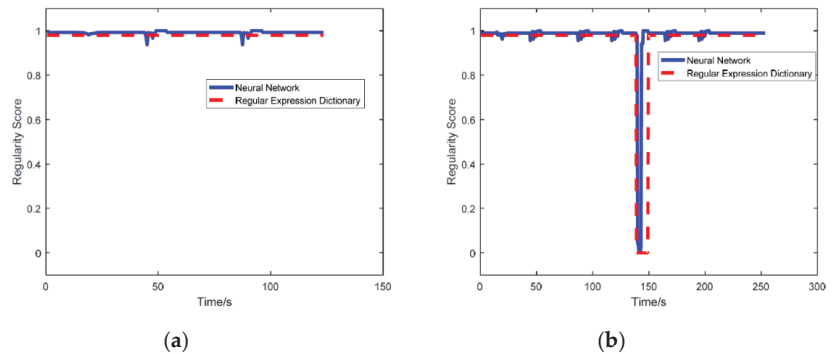 1
0.8
0.6
0.4
0.2
0
Regularity Score
Neural Network
Regular Expression Dictionary
0
50
100
150
Time/s
(a)
1
0.8
0.6
0.4
0.2
0
Regularity Score
Neural Network
Regular Expression Dictionary
0
50
100
150
200
250
300
Time/s
(b)